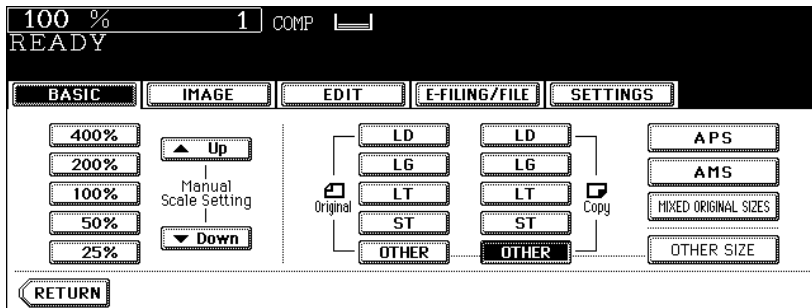 100 % 1 COMP
READY
BASIC IMAGE EDIT E-FILING/FILE SETTINGS
400% Up LD LD APS
200% LG LG AMS
100% Manual Scale Setting Original LT LT Copy MIXED ORIGINAL SIZES
50% ST ST
25% Down OTHER OTHER OTHER SIZE
RETURN